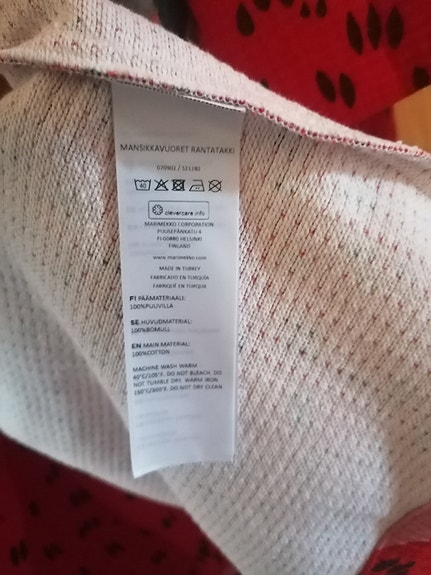 MANSIKKAVUORET RANTATAKKI
40
clevercare.info
MARIMEKKO CORPORATION
PUUSEPÄNKATU 4
FI-00880 HELSINKI
FINLAND
www.marimekko.com
MADE IN TURKEY
FABRICADO EN TURQUÍA
FABRIQUÉ EN TURQUIA
FI PÄÄMATERIAALI:
100%PUUVILLA
SE HUVUDMATERIAL:
100%BOMULL
EN MAIN MATERIAL:
100%COTTON
MACHINE WASH WARM
40°C/105°F. DO NOT BLEACH. DO
NOT TUMBLE DRY. WARM IRON
150°C/300°F. DO NOT DRY CLEAN